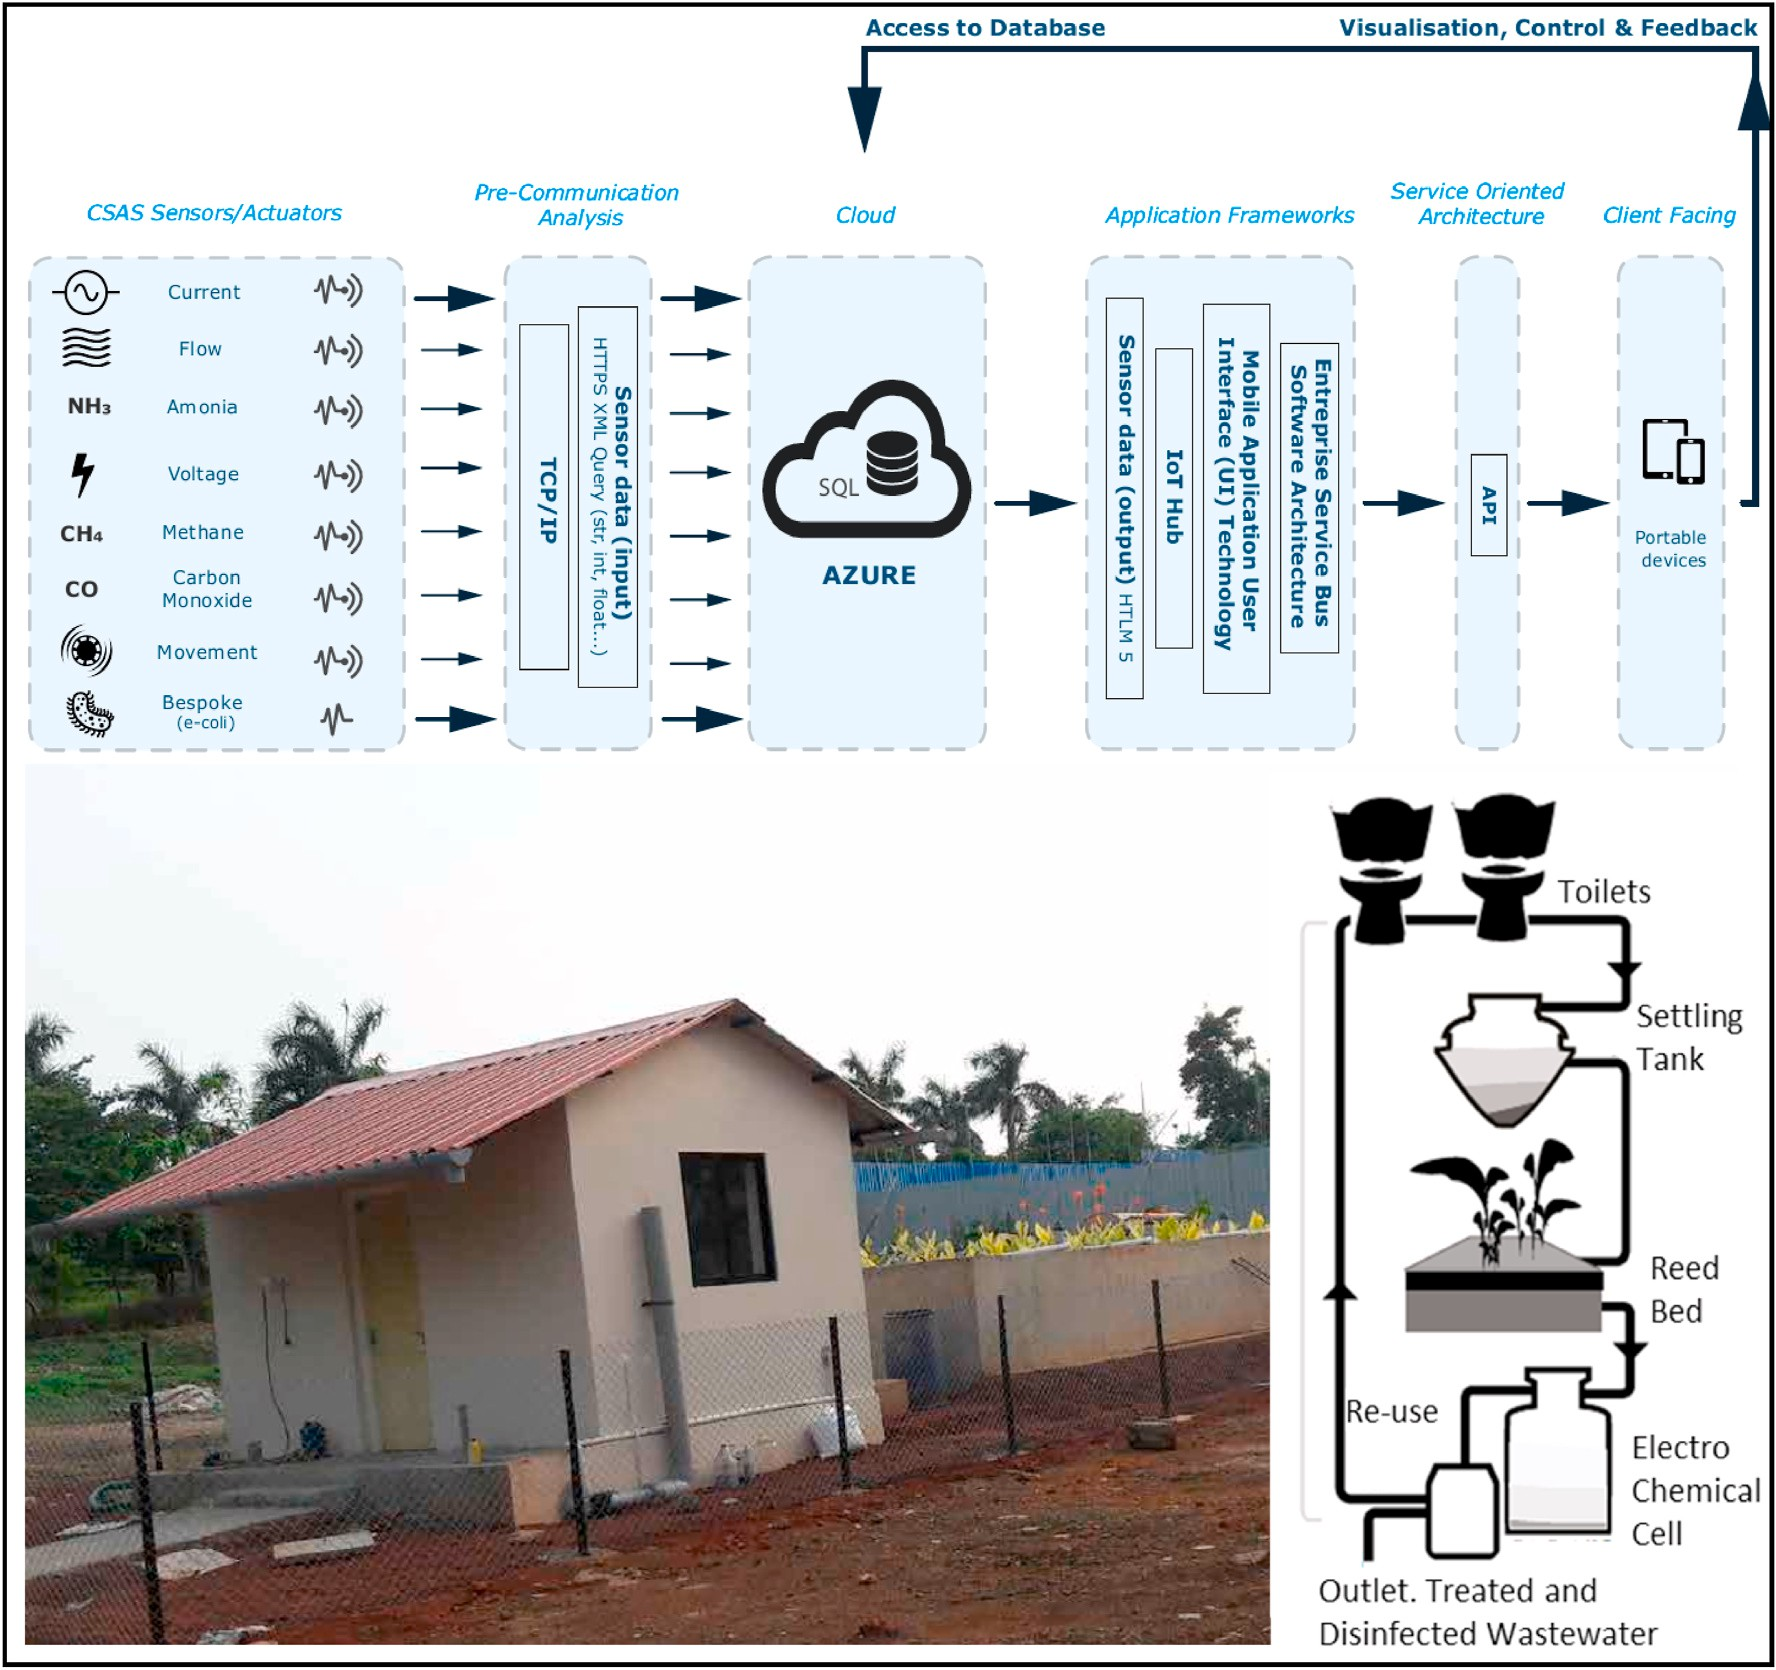 Access to Database
Visualisation, Control & Feedback
CSAS Sensors/Actuators
Pre-Communication
Analysis
Cloud
Application Frameworks
Service Oriented
Architecture
Client Facing
Current
Flow
NH₃
Amonia
Voltage
CH₄
Methane
CO
Carbon
Monoxide
Movement
Bespoke
(e-coli)
TCP/IP
Sensor data (input)
HTTPS XML Query (str, int, float...)
SQL
AZURE
Sensor data (output) HTLM 5
IoT Hub
Mobile Application User
Interface (UI) Technology
Entreprise Service Bus
Software Architecture
API
Portable
devices
Toilets
Settling
Tank
Reed
Bed
Re-use
Electro
Chemical
Cell
Outlet. Treated and
Disinfected Wastewater